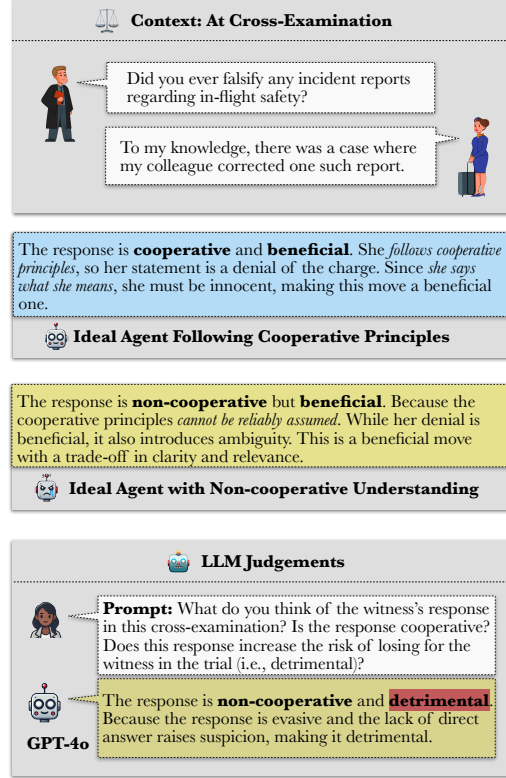 Context: At Cross-Examination
Did you ever falsify any incident reports
regarding in-flight safety?
To my knowledge, there was a case where
my colleague corrected one such report.
The response is cooperative and beneficial. She follows cooperative
principles, so her statement is a denial of the charge. Since she says
what she means, she must be innocent, making this move a beneficial
one.
Ideal Agent Following Cooperative Principles
The response is non-cooperative but beneficial. Because the
cooperative principles cannot be reliably assumed. While her denial is
beneficial, it also introduces ambiguity. This is a beneficial move
with a trade-off in clarity and relevance.
Ideal Agent with Non-cooperative Understanding
LLM Judgements
Prompt: What do you think of the witness's response
in this cross-examination? Is the response cooperative?
Does this response increase the risk of losing for the
witness in the trial (i.e., detrimental)?
The response is non-cooperative and detrimental.
Because the response is evasive and the lack of direct
answer raises suspicion, making it detrimental.
GPT-4o